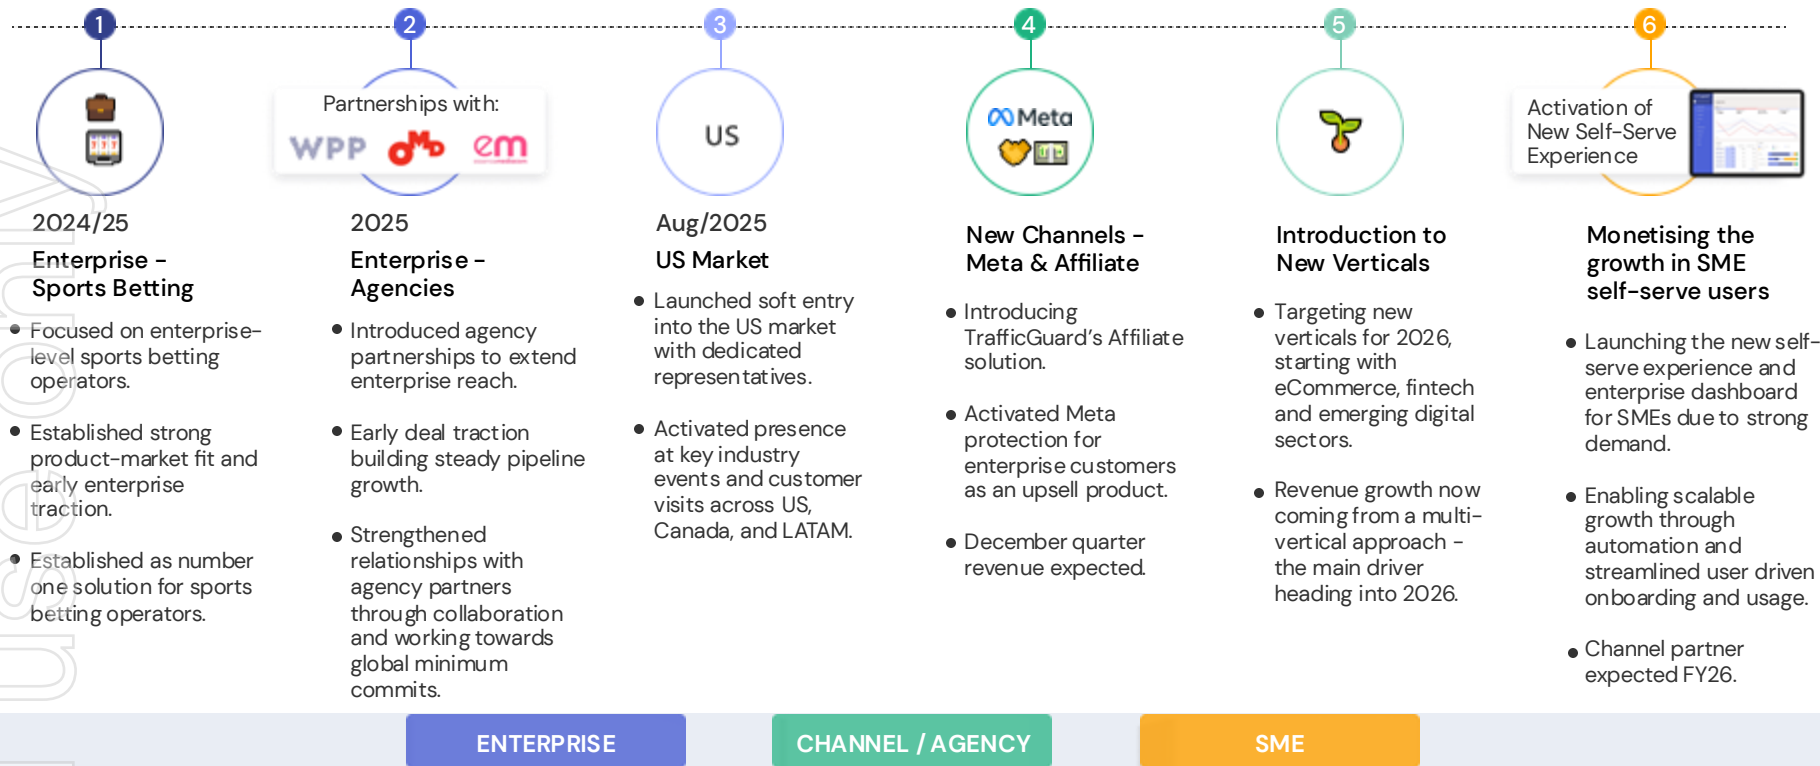 1
2
3
4
5
6
Partnerships with:
WPP
OMD
em
US
Meta
Activation of
New Self-Serve
Experience
2024/25
Enterprise -
Sports Betting
• Focused on enterprise-
level sports betting
operators.
• Established strong
product-market fit and
early enterprise
traction.
• Established as number
one solution for sports
betting operators.
2025
Enterprise -
Agencies
• Introduced agency
partnerships to extend
enterprise reach.
• Early deal traction
building steady pipeline
growth.
• Strengthened
relationships with
agency partners
through collaboration
and working towards
global minimum
commits.
Aug/2025
US Market
• Launched soft entry
into the US market
with dedicated
representatives.
• Activated presence
at key industry
events and customer
visits across US,
Canada, and LATAM.
New Channels -
Meta & Affiliate
• Introducing
TrafficGuard's Affiliate
solution.
• Activated Meta
protection for
enterprise customers
as an upsell product.
• December quarter
revenue expected.
Introduction to
New Verticals
• Targeting new
verticals for 2026,
starting with
eCommerce, fintech
and emerging digital
sectors.
• Revenue growth now
coming from a multi-
vertical approach -
the main driver
heading into 2026.
Monetising the
growth in SME
self-serve users
• Launching the new self-
serve experience and
enterprise dashboard
for SMEs due to strong
demand.
• Enabling scalable
growth through
automation and
streamlined user driven
onboarding and usage.
• Channel partner
expected FY26.
ENTERPRISE
CHANNEL / AGENCY
SME
use only